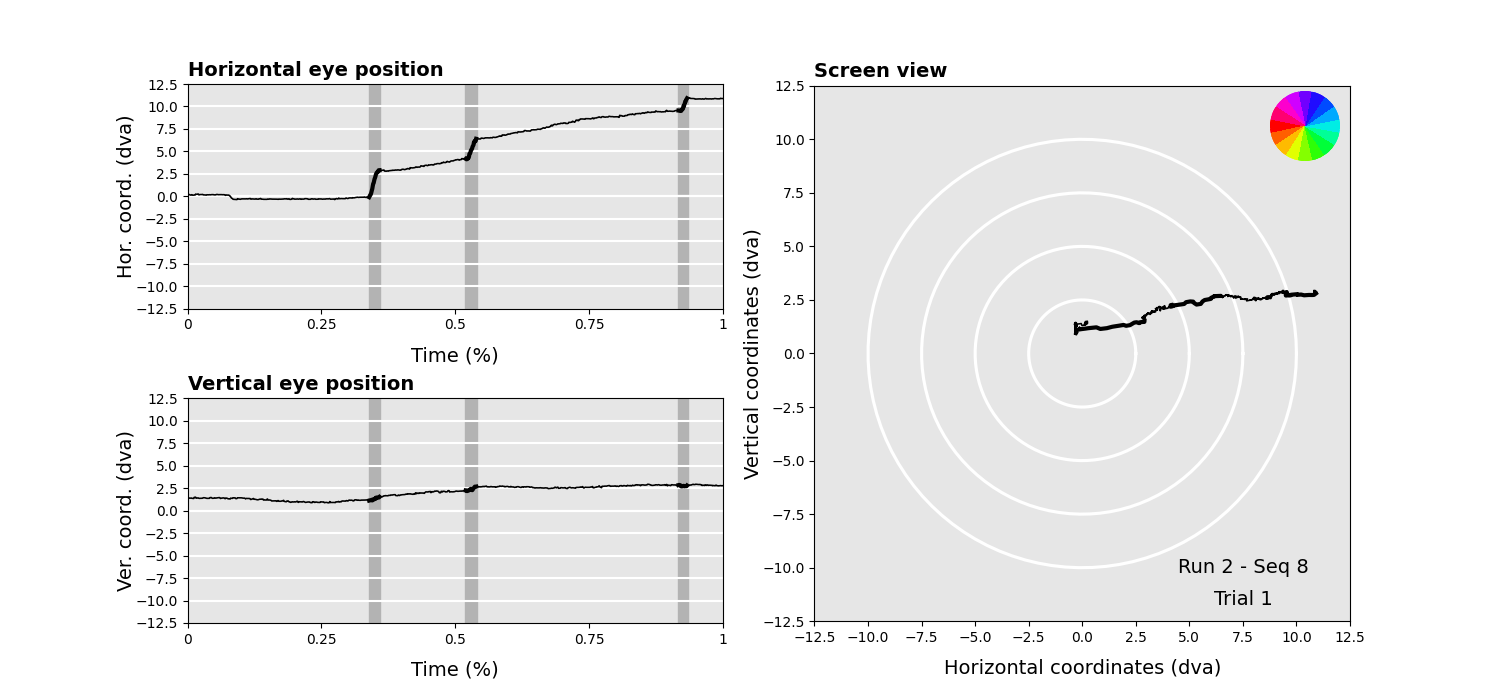 Horizontal eye position
Hor. coord. (dva)
12.5
10.0
7.5
5.0
2.5
0.0
−2.5
−5.0
−7.5
−10.0
−12.5
0 0.25 0.5 0.75 1
Time (%)
Vertical eye position
Ver. coord. (dva)
12.5
10.0
7.5
5.0
2.5
0.0
−2.5
−5.0
−7.5
−10.0
−12.5
0 0.25 0.5 0.75 1
Time (%)
Screen view
Vertical coordinates (dva)
12.5
10.0
7.5
5.0
2.5
0.0
−2.5
−5.0
−7.5
−10.0
−12.5
Run 2 - Seq 8
Trial 1
−12.5 −10.0 −7.5 −5.0 −2.5 0.0 2.5 5.0 7.5 10.0 12.5
Horizontal coordinates (dva)